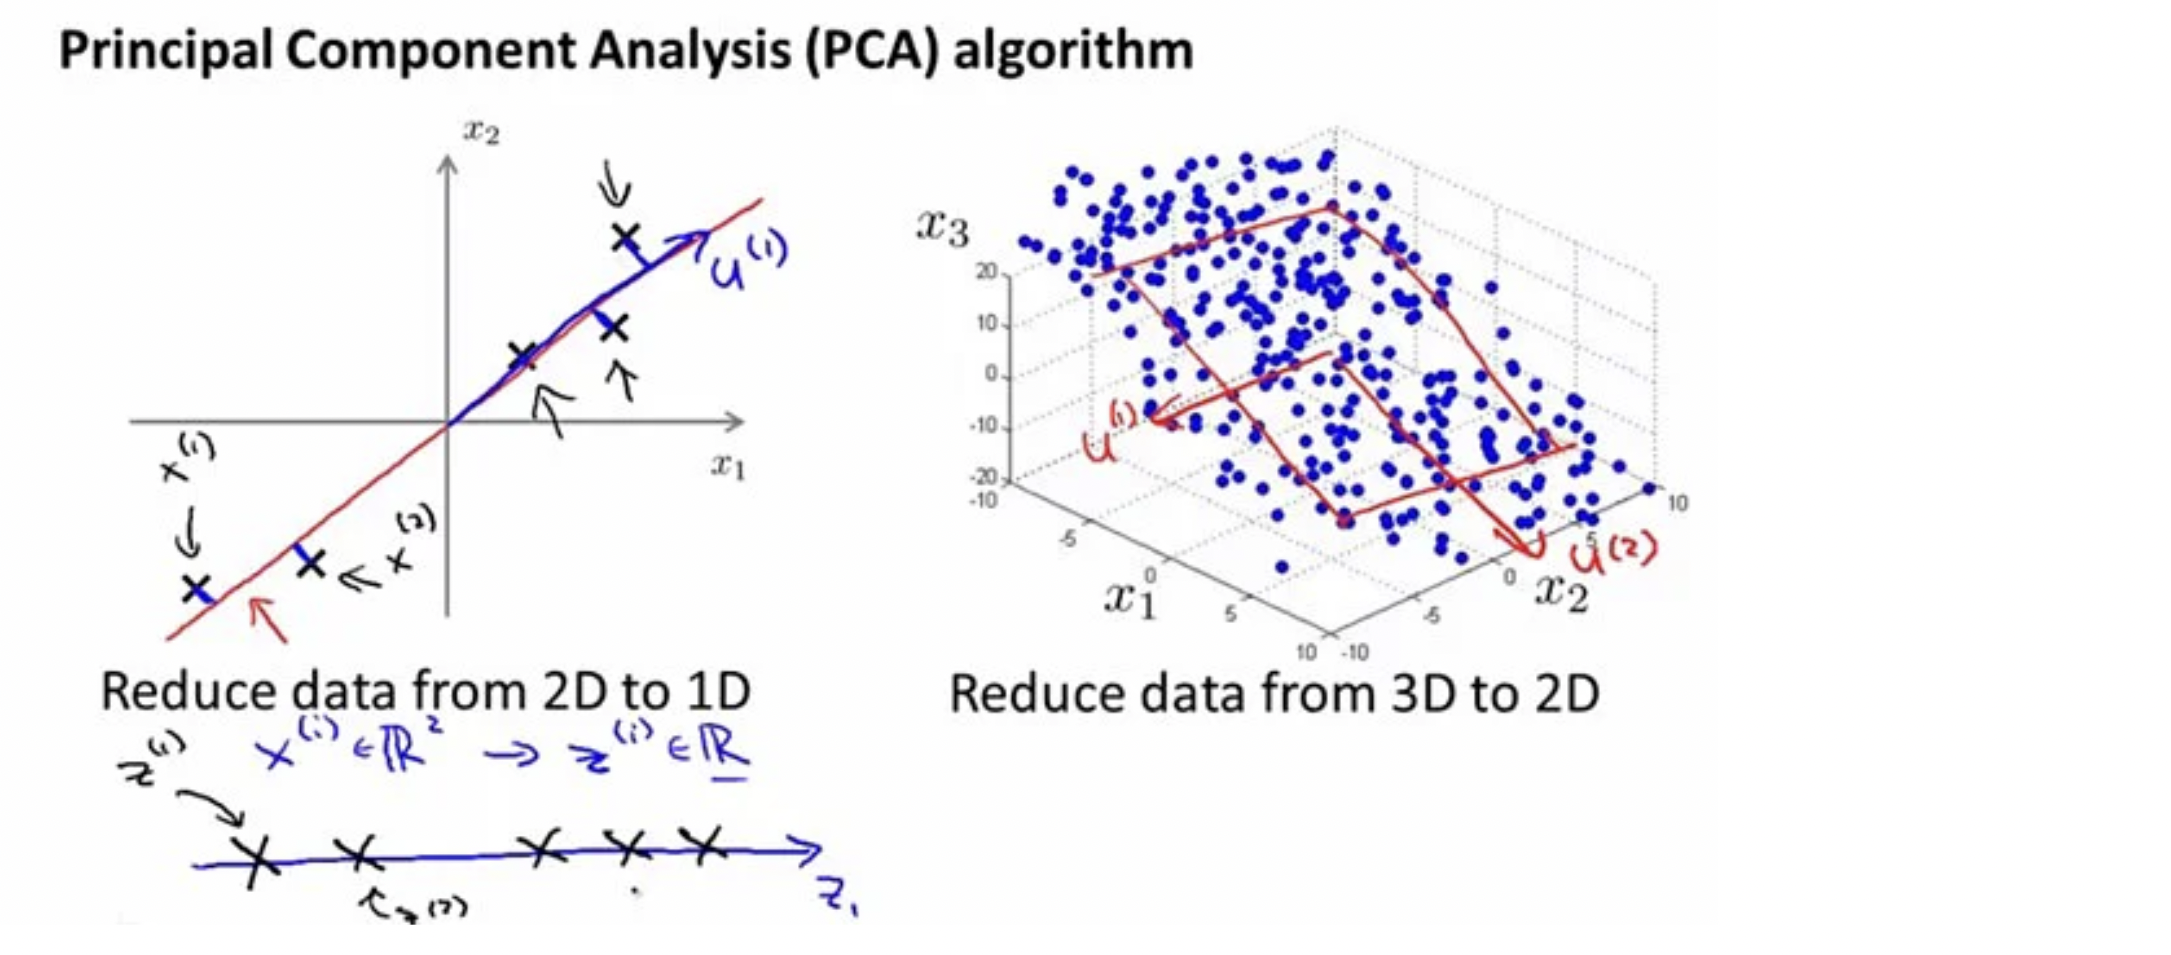 Principal Component Analysis (PCA) algorithm
x₂
u⁽¹⁾
x₁
x⁽¹⁾
x⁽²⁾
Reduce data from 2D to 1D
x⁽ⁱ⁾ ∈ ℝ² → z⁽ⁱ⁾ ∈ ℝ
z⁽¹⁾
z⁽²⁾
z₁
x₃
20
10
0
-10
-20
-10
-5
0
5
10
x₁
-10
-5
0
5
10
x₂
u⁽¹⁾
u⁽²⁾
Reduce data from 3D to 2D